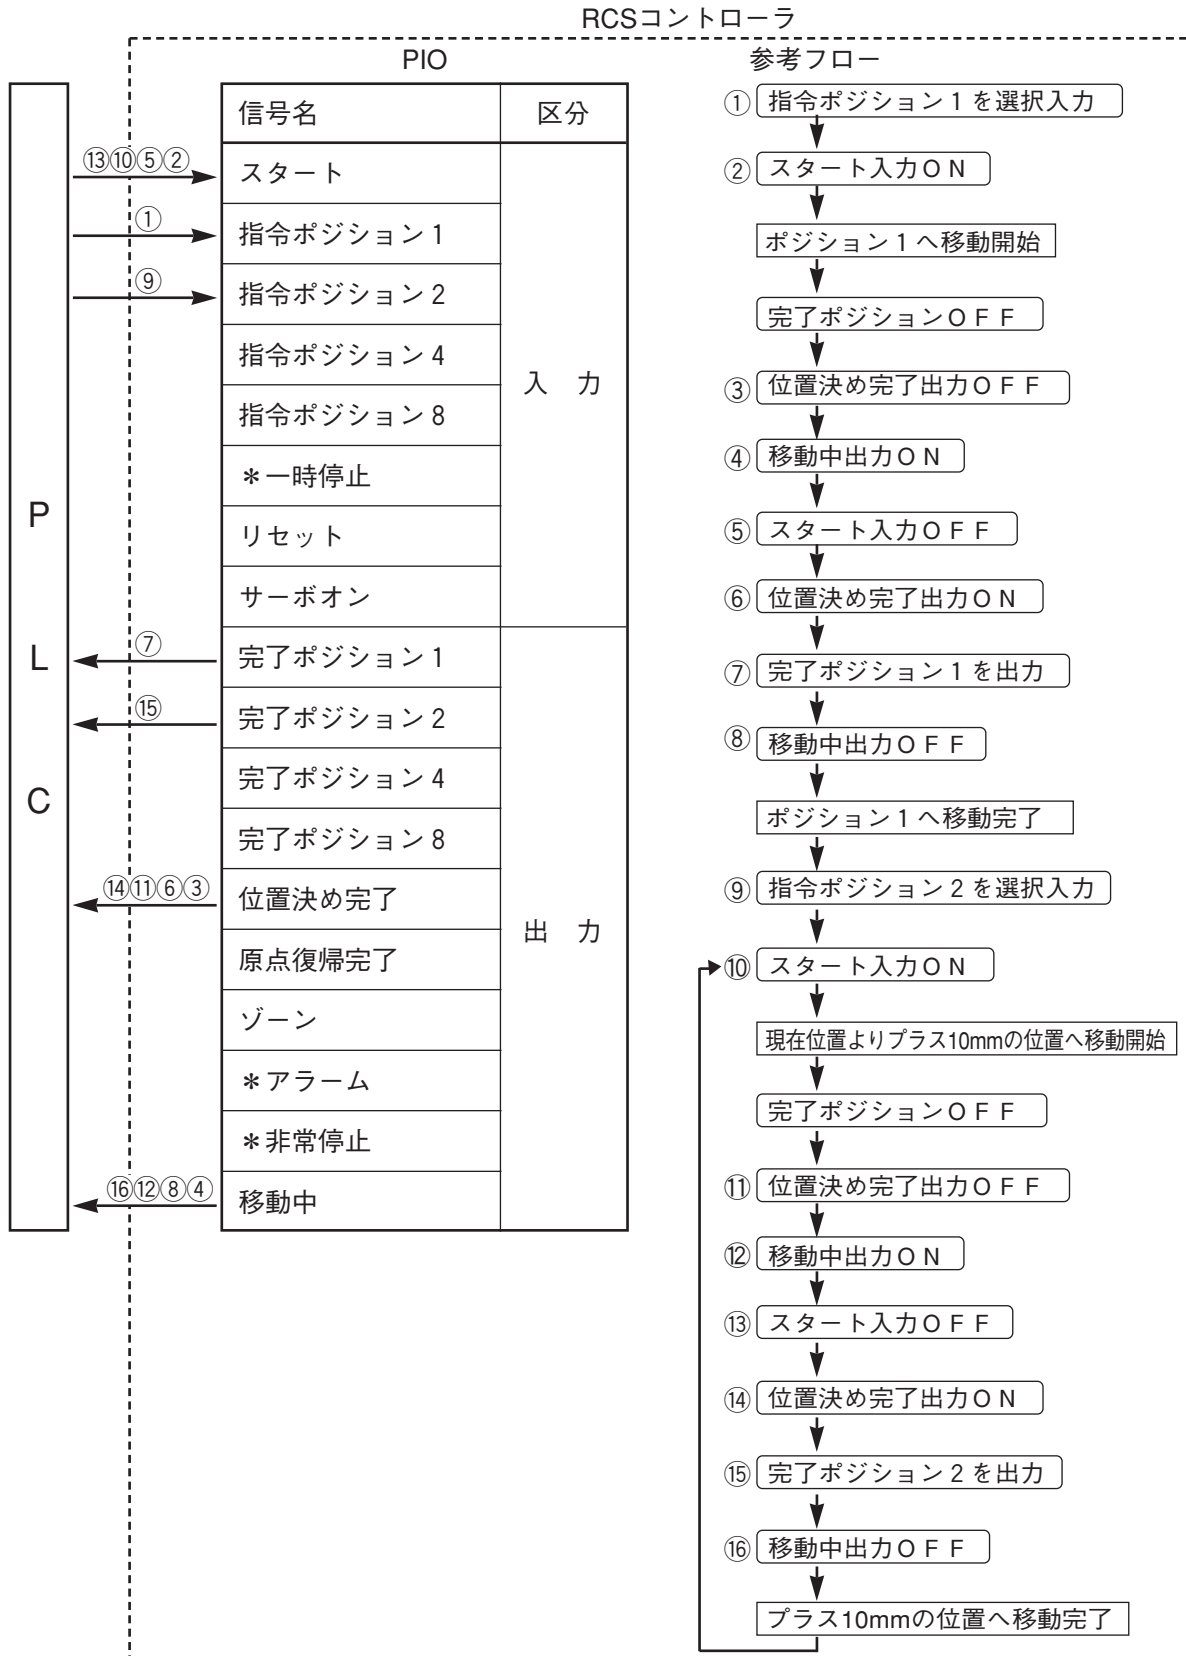 RCSコントローラ
PIO
信号名 区分
スタート
指令ポジション1
指令ポジション2
指令ポジション4
指令ポジション8
＊一時停止
リセット
サーボオン
入 力
完了ポジション1
完了ポジション2
完了ポジション4
完了ポジション8
位置決め完了
原点復帰完了
ゾーン
＊アラーム
＊非常停止
移動中
出 力
P
L
C
⑬⑩⑤②
①
⑨
⑦
⑮
⑭⑪⑥③
⑯⑫⑧④
参考フロー
① 指令ポジション1を選択入力
② スタート入力ＯＮ
ポジション1へ移動開始
完了ポジションＯＦＦ
③ 位置決め完了出力ＯＦＦ
④ 移動中出力ＯＮ
⑤ スタート入力ＯＦＦ
⑥ 位置決め完了出力ＯＮ
⑦ 完了ポジション1を出力
⑧ 移動中出力ＯＦＦ
ポジション1へ移動完了
⑨ 指令ポジション2を選択入力
⑩ スタート入力ＯＮ
現在位置よりプラス10mmの位置へ移動開始
完了ポジションＯＦＦ
⑪ 位置決め完了出力ＯＦＦ
⑫ 移動中出力ＯＮ
⑬ スタート入力ＯＦＦ
⑭ 位置決め完了出力ＯＮ
⑮ 完了ポジション2を出力
⑯ 移動中出力ＯＦＦ
プラス10mmの位置へ移動完了